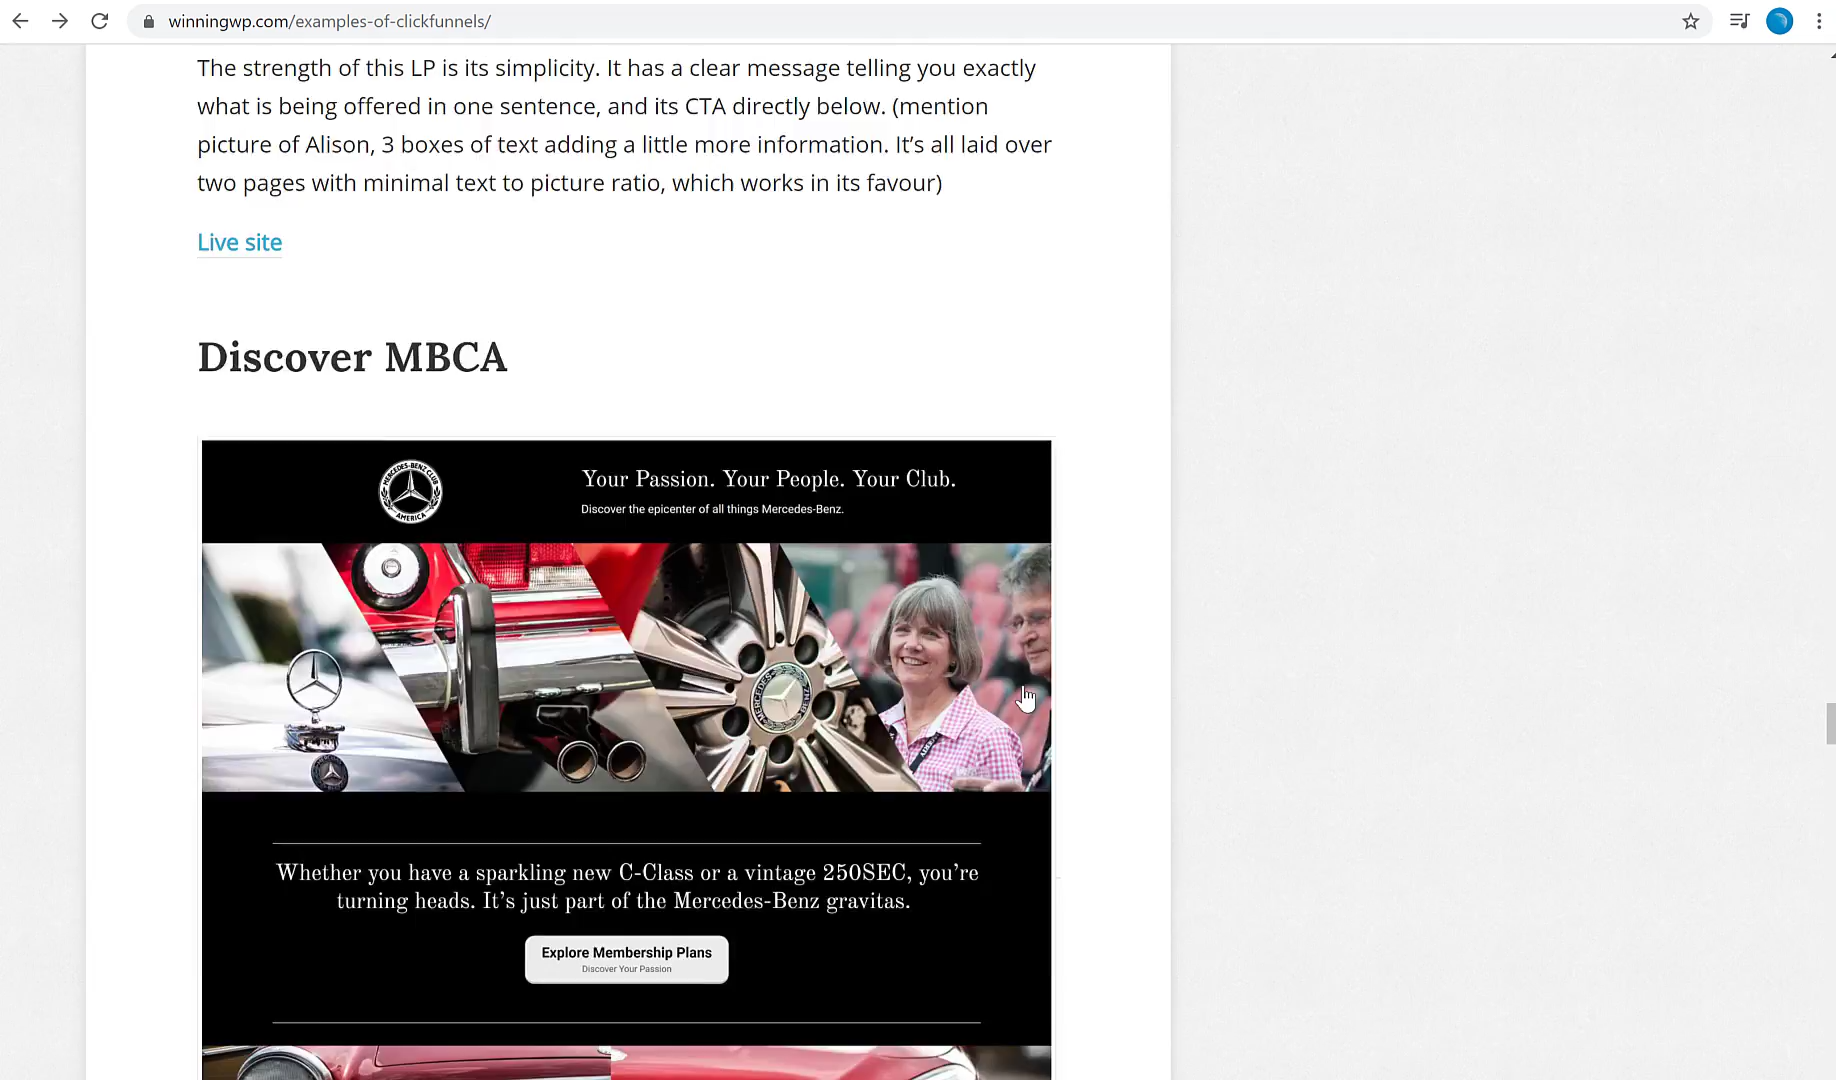 winningwp.com/examples-of-clickfunnels/
The strength of this LP is its simplicity. It has a clear message telling you exactly
what is being offered in one sentence, and its CTA directly below. (mention
picture of Alison, 3 boxes of text adding a little more information. It’s all laid over
two pages with minimal text to picture ratio, which works in its favour)
Live site
Discover MBCA
MERCEDES-BENZ CLUB
AMERICA
Your Passion. Your People. Your Club.
Discover the epicenter of all things Mercedes-Benz.
Whether you have a sparkling new C-Class or a vintage 250SEC, you’re
turning heads. It’s just part of the Mercedes-Benz gravitas.
Explore Membership Plans
Discover Your Passion